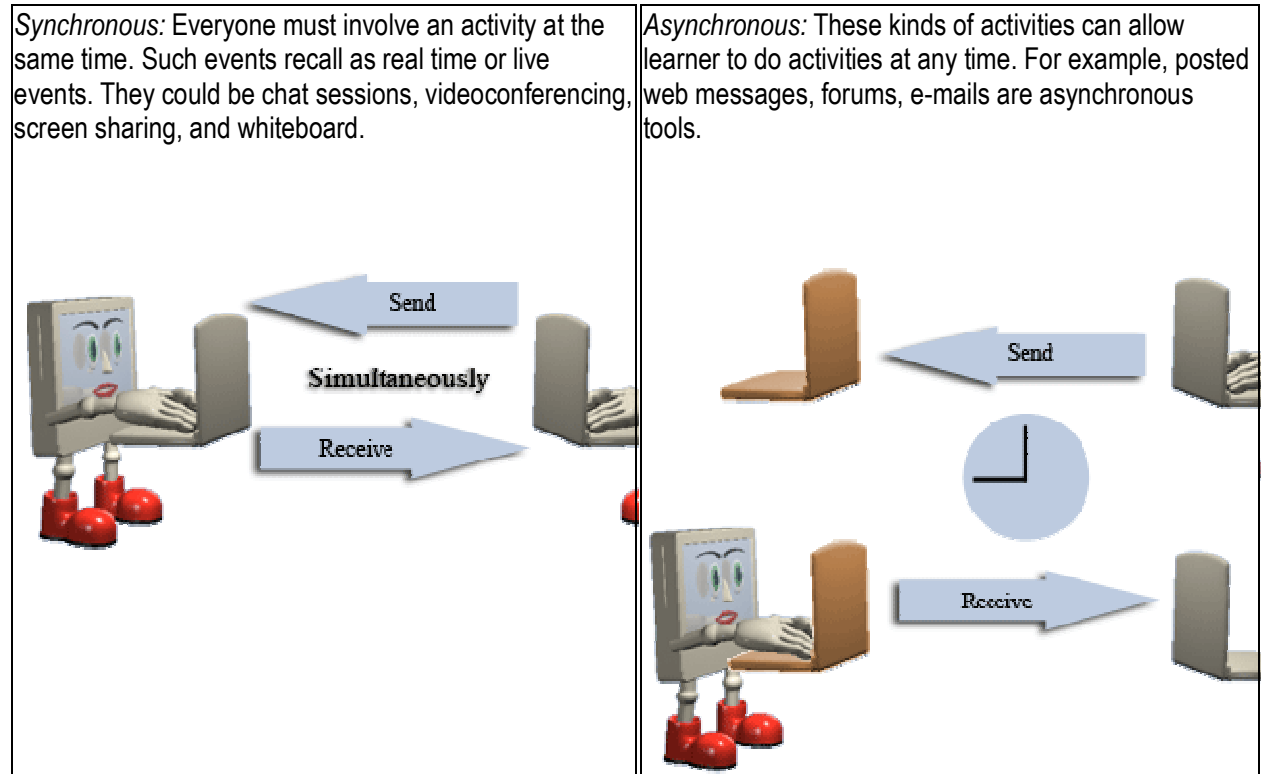 Synchronous: Everyone must involve an activity at the
same time. Such events recall as real time or live
events. They could be chat sessions, videoconferencing,
screen sharing, and whiteboard.
Send
Simultaneously
Receive
Asynchronous: These kinds of activities can allow
learner to do activities at any time. For example, posted
web messages, forums, e-mails are asynchronous
tools.
Send
Receive